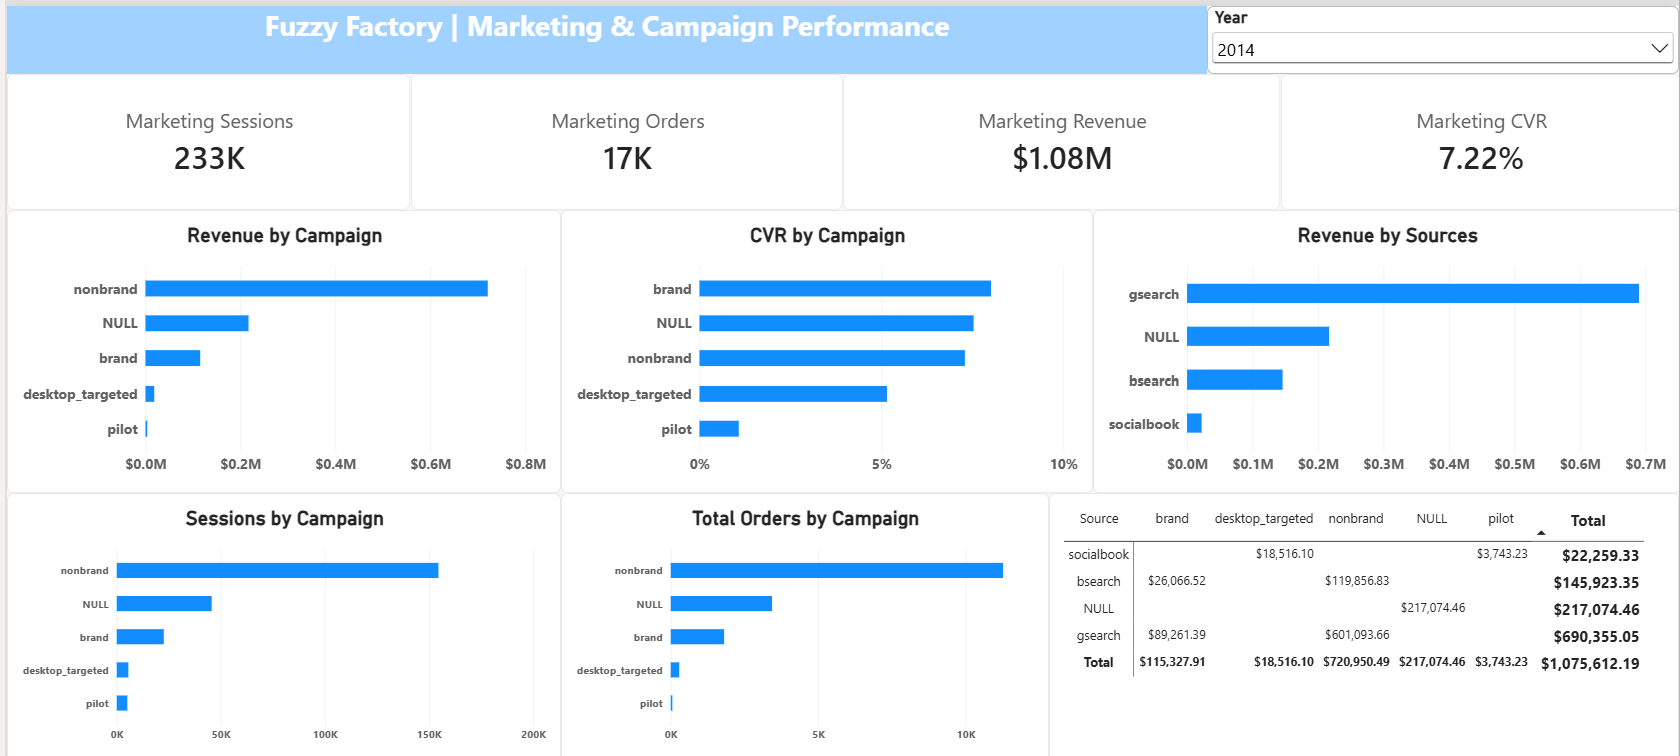 Fuzzy Factory | Marketing & Campaign Performance
Year
2014
Marketing Sessions
233K
Marketing Orders
17K
Marketing Revenue
$1.08M
Marketing CVR
7.22%
Revenue by Campaign
nonbrand
NULL
brand
desktop_targeted
pilot
$0.0M $0.2M $0.4M $0.6M $0.8M
CVR by Campaign
brand
NULL
nonbrand
desktop_targeted
pilot
0% 5% 10%
Revenue by Sources
gsearch
NULL
bsearch
socialbook
$0.0M $0.1M $0.2M $0.3M $0.4M $0.5M $0.6M $0.7M
Sessions by Campaign
nonbrand
NULL
brand
desktop_targeted
pilot
0K 50K 100K 150K 200K
Total Orders by Campaign
nonbrand
NULL
brand
desktop_targeted
pilot
0K 5K 10K
Source brand desktop_targeted nonbrand NULL pilot Total
socialbook $18,516.10 $3,743.23 $22,259.33
bsearch $26,066.52 $119,856.83 $145,923.35
NULL $217,074.46 $217,074.46
gsearch $89,261.39 $601,093.66 $690,355.05
Total $115,327.91 $18,516.10 $720,950.49 $217,074.46 $3,743.23 $1,075,612.19